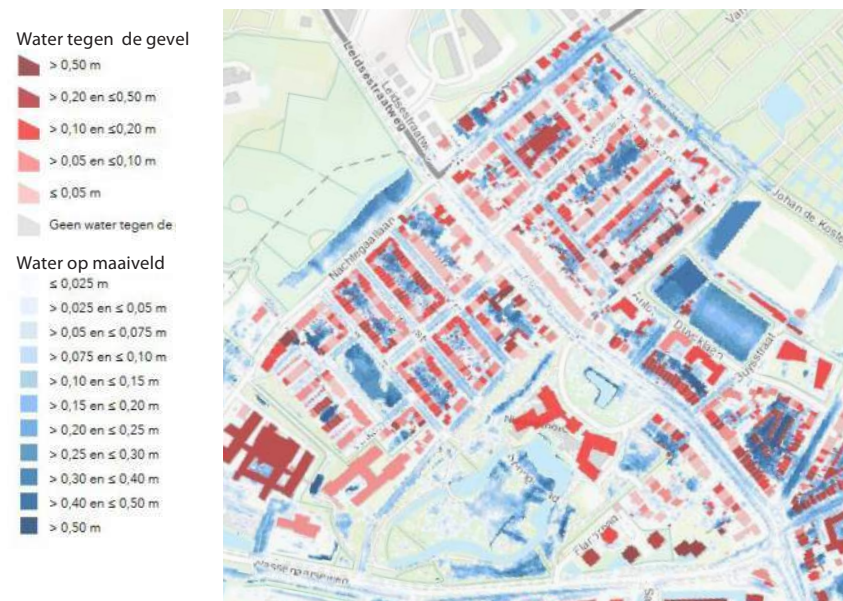 Water tegen de gevel
> 0,50 m
> 0,20 en ≤0,50 m
> 0,10 en ≤0,20 m
> 0,05 en ≤0,10 m
≤ 0,05 m
Geen water tegen de
Water op maaiveld
≤ 0,025 m
> 0,025 en ≤ 0,05 m
> 0,05 en ≤ 0,075 m
> 0,075 en ≤ 0,10 m
> 0,10 en ≤ 0,15 m
> 0,15 en ≤ 0,20 m
> 0,20 en ≤ 0,25 m
> 0,25 en ≤ 0,30 m
> 0,30 en ≤ 0,40 m
> 0,40 en ≤ 0,50 m
> 0,50 m
Leidsestraatweg
Leidsestraatw
Nachtegaallaan
Johan de Koste